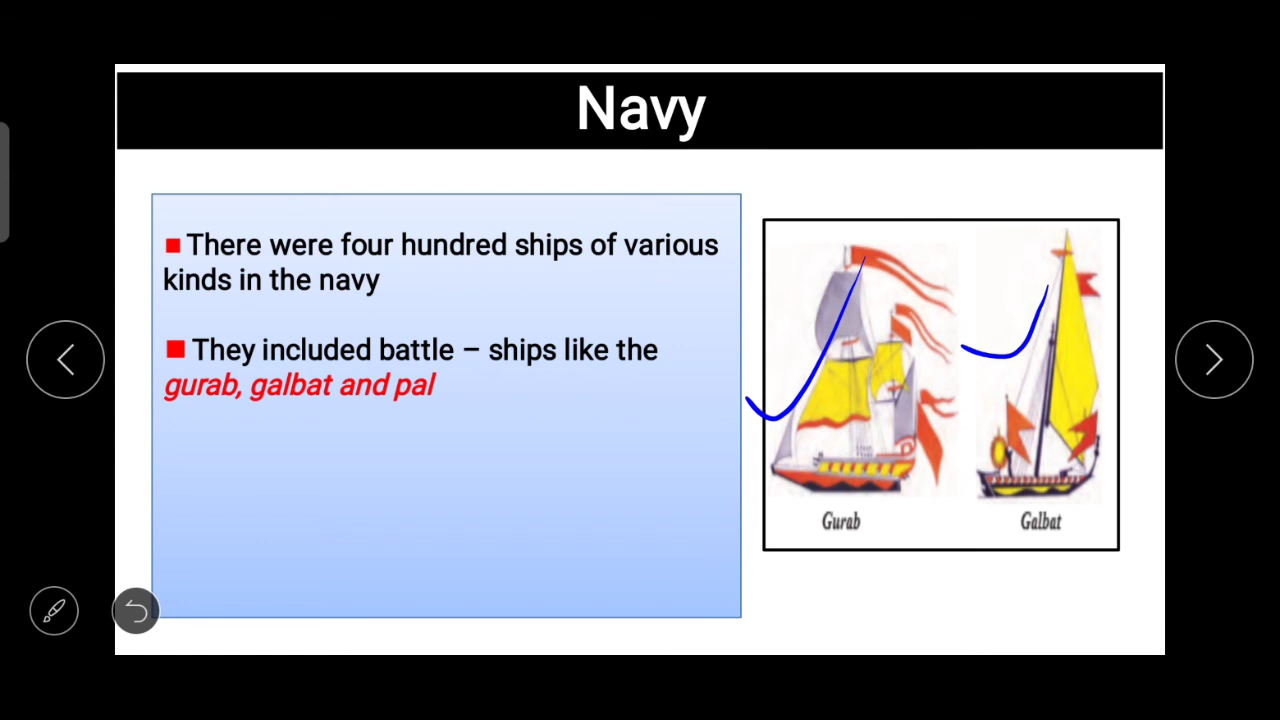 Navy
■ There were four hundred ships of various
kinds in the navy
■ They included battle – ships like the
gurab, galbat and pal
Gurab
Galbat